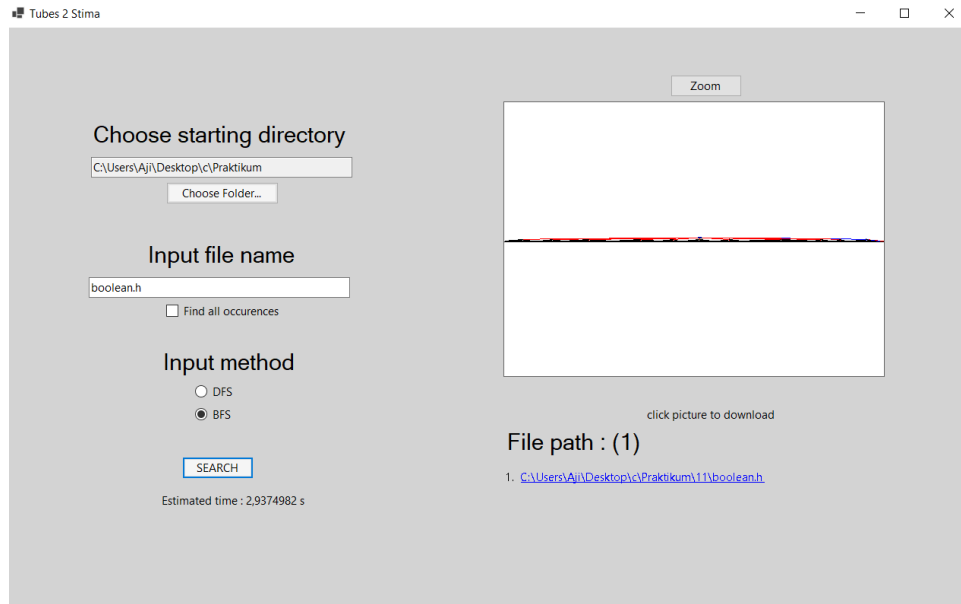 Tubes 2 Stima
Choose starting directory
C:\Users\Aji\Desktop\c\Praktikum
Choose Folder...
Input file name
boolean.h
Find all occurences
Input method
DFS
BFS
SEARCH
Estimated time : 2,9374982 s
Zoom
click picture to download
File path : (1)
1. C:\Users\Aji\Desktop\c\Praktikum\11\boolean.h